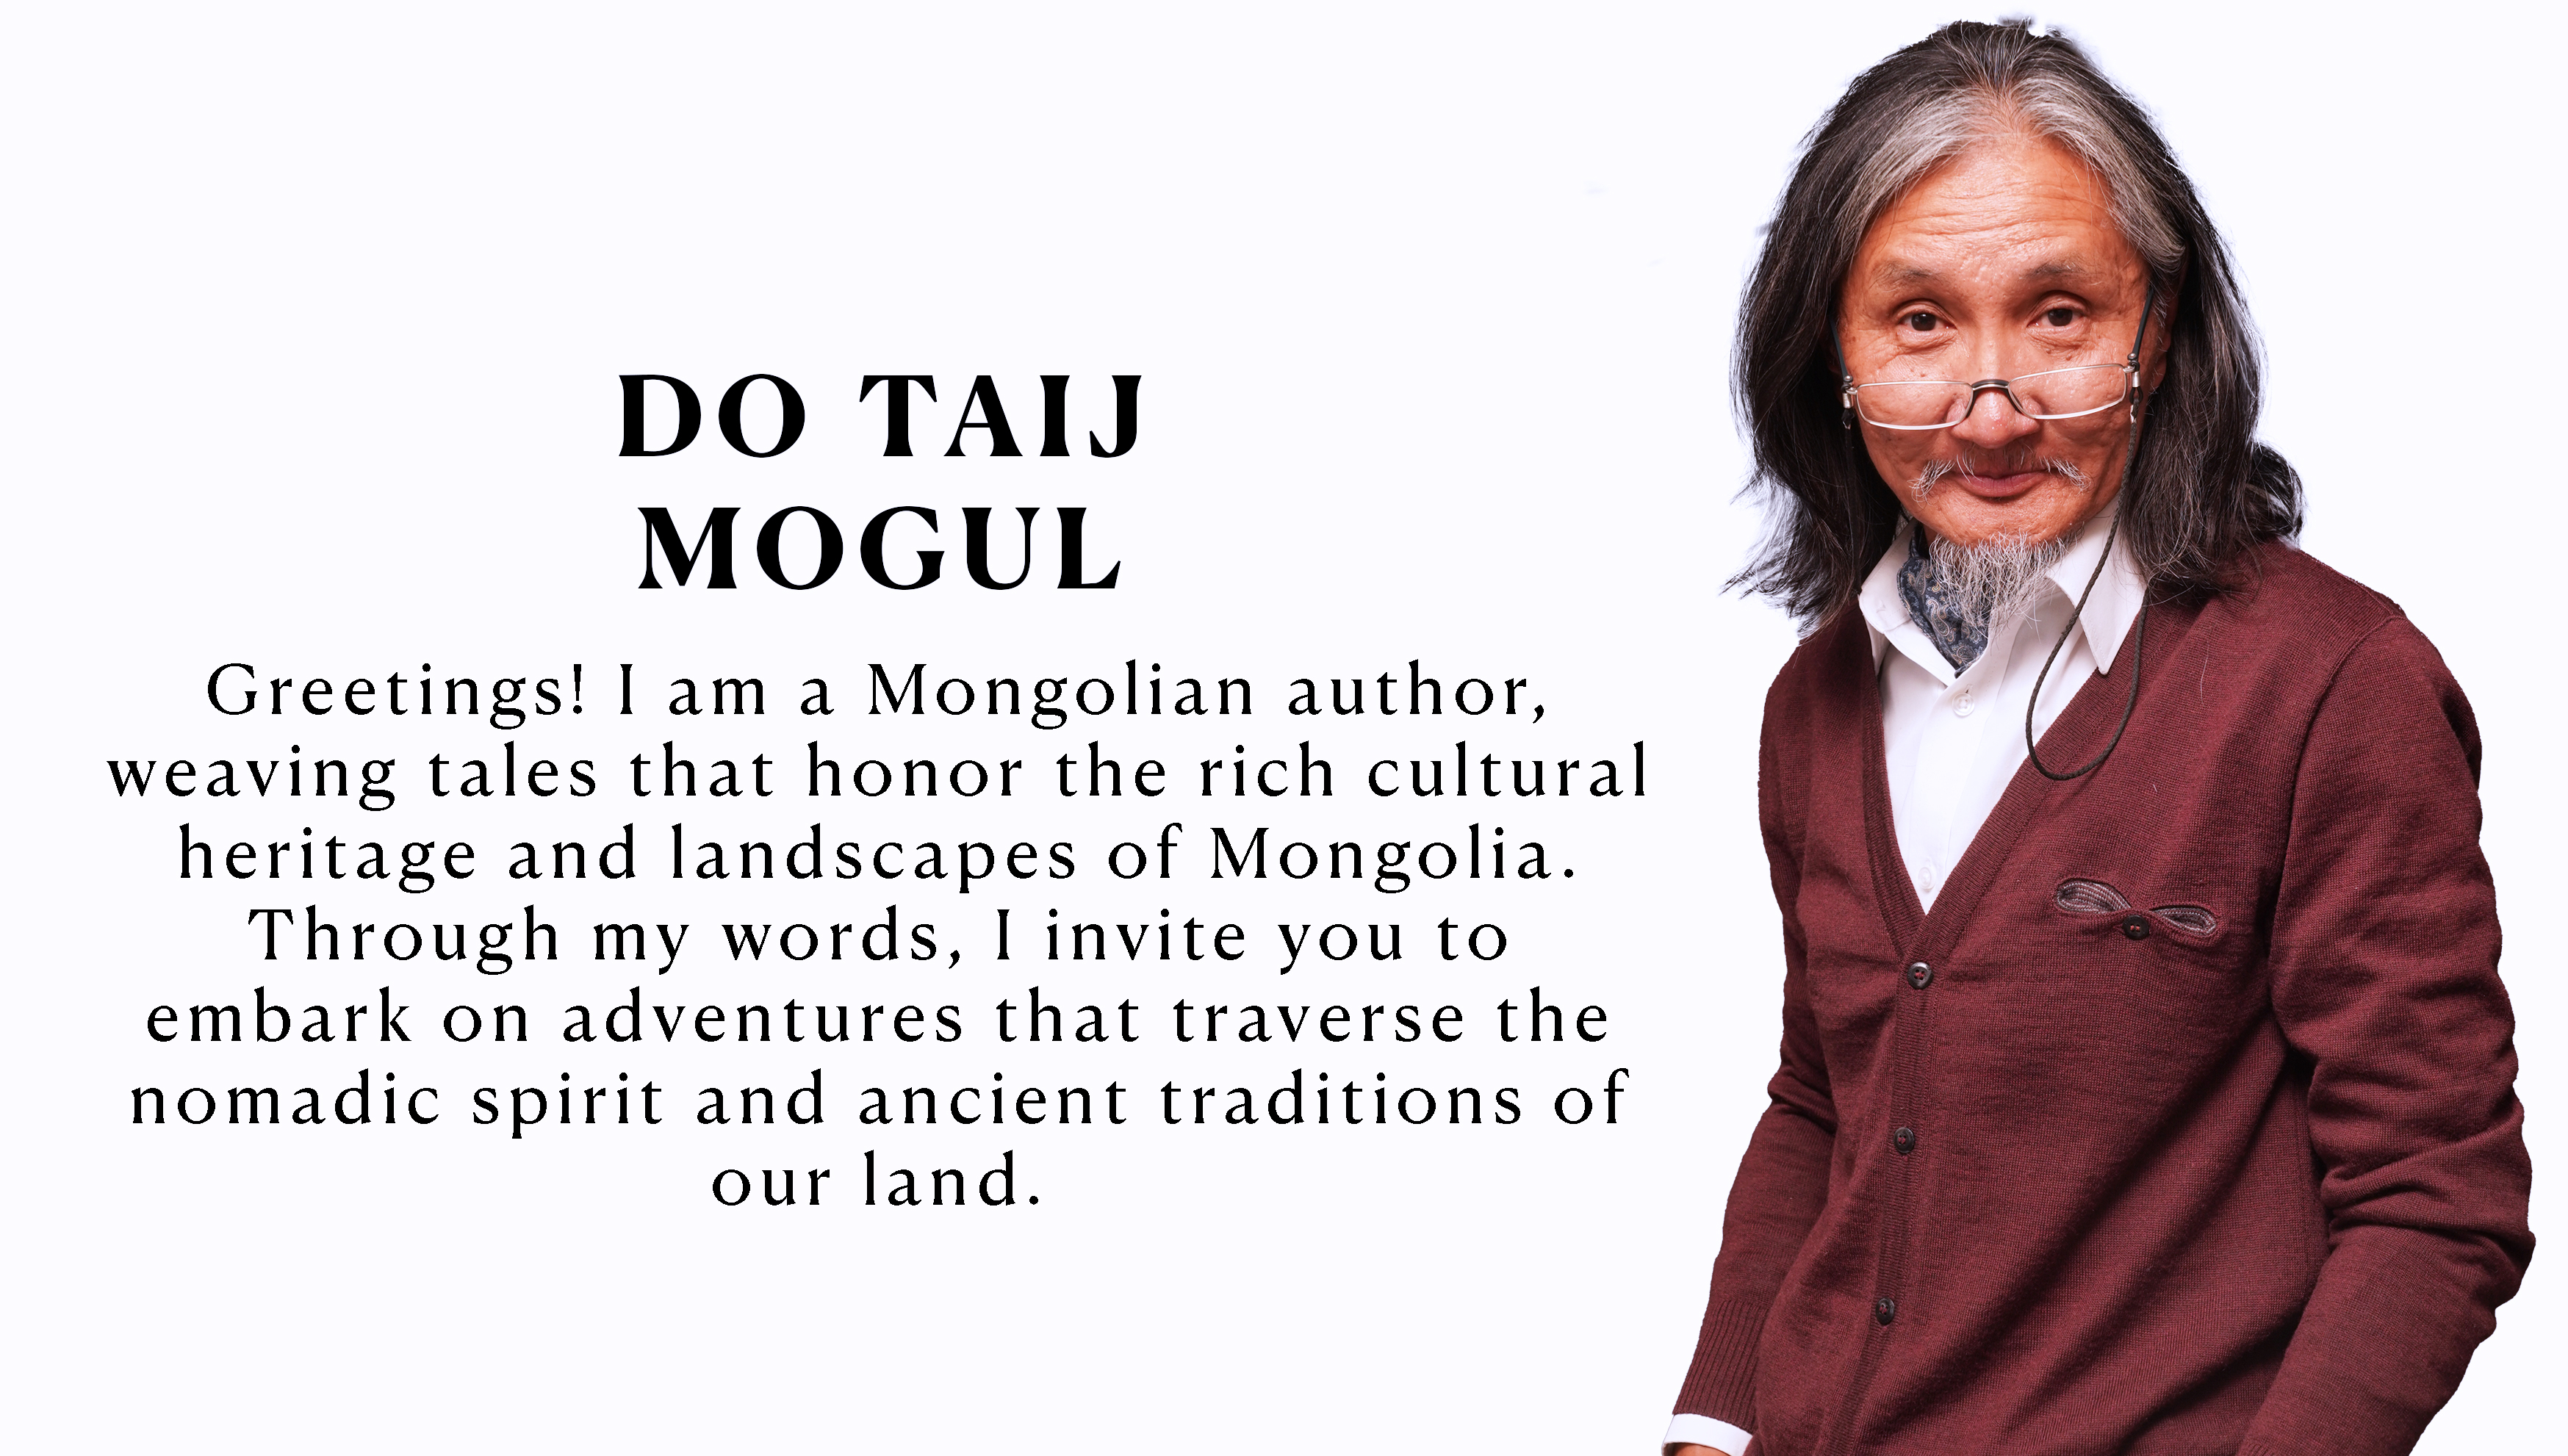 DO TAIJ
MOGUL
Greetings! I am a Mongolian author,
weaving tales that honor the rich cultural
heritage and landscapes of Mongolia.
Through my words, I invite you to
embark on adventures that traverse the
nomadic spirit and ancient traditions of
our land.